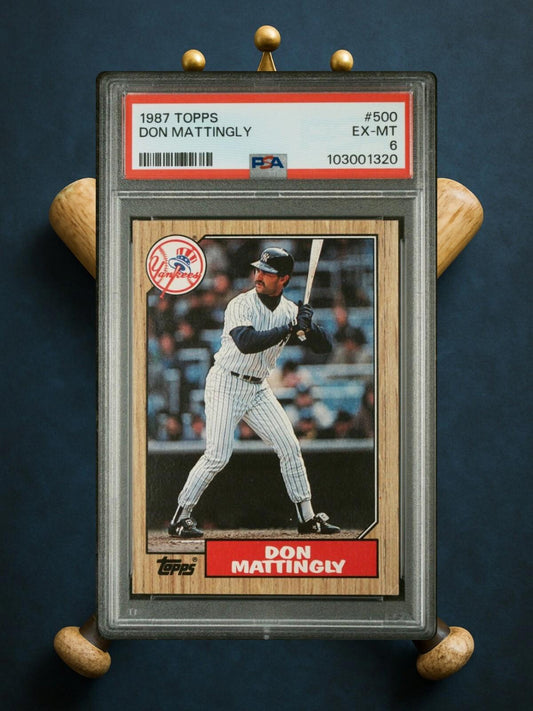 1987 TOPPS #500
DON MATTINGLY EX-MT
6
PSA 103001320
Yankees
topps®
DON
MATTINGLY